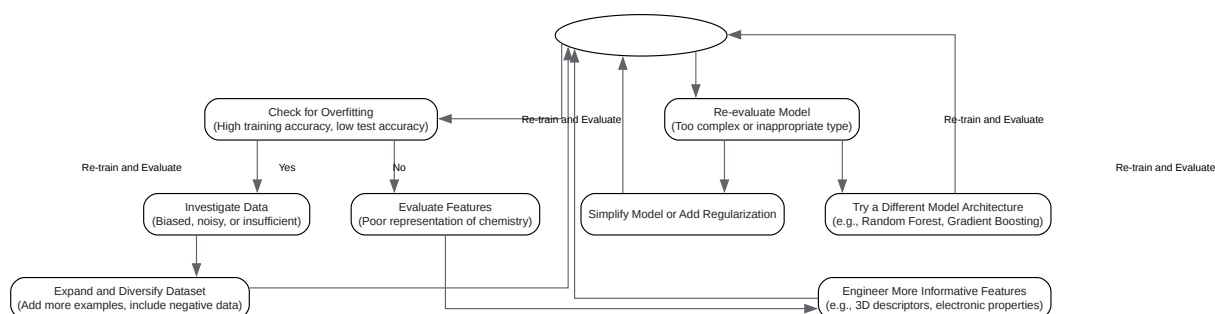 Check for Overfitting
(High training accuracy, low test accuracy)
Re-train and Evaluate
Re-evaluate Model
(Too complex or inappropriate type)
Re-train and Evaluate
Re-train and Evaluate
Yes
No
Re-train and Evaluate
Investigate Data
(Biased, noisy, or insufficient)
Evaluate Features
(Poor representation of chemistry)
Simplify Model or Add Regularization
Try a Different Model Architecture
(e.g., Random Forest, Gradient Boosting)
Expand and Diversify Dataset
(Add more examples, include negative data)
Engineer More Informative Features
(e.g., 3D descriptors, electronic properties)